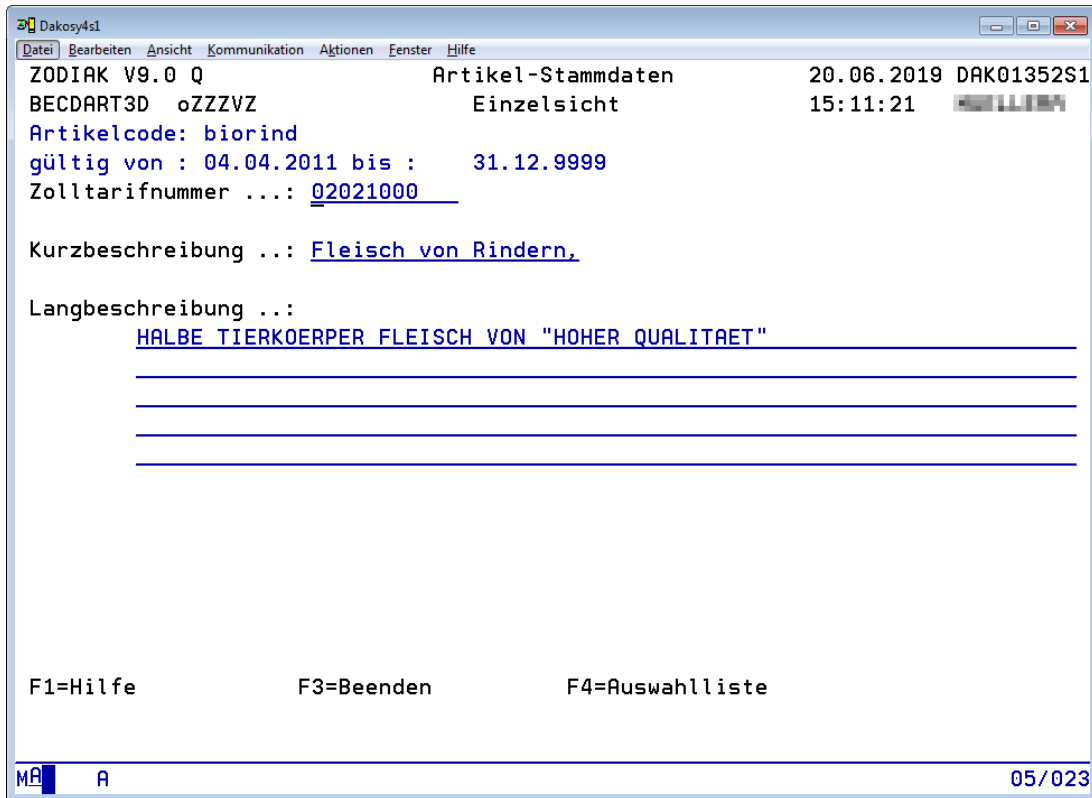 Dakosy4s1
Datei Bearbeiten Ansicht Kommunikation Aktionen Fenster Hilfe
ZODIAK V9.0 Q Artikel-Stammdaten 20.06.2019 DAK01352S1
BECDART3D oZZZVZ Einzelsicht 15:11:21
Artikelcode: biorind
gültig von : 04.04.2011 bis : 31.12.9999
Zolltarifnummer ...: 02021000
Kurzbeschreibung ..: Fleisch von Rindern,
Langbeschreibung ..:
HALBE TIERKOERPER FLEISCH VON "HOHER QUALITAET"
F1=Hilfe F3=Beenden F4=Auswahlliste
MA A 05/023